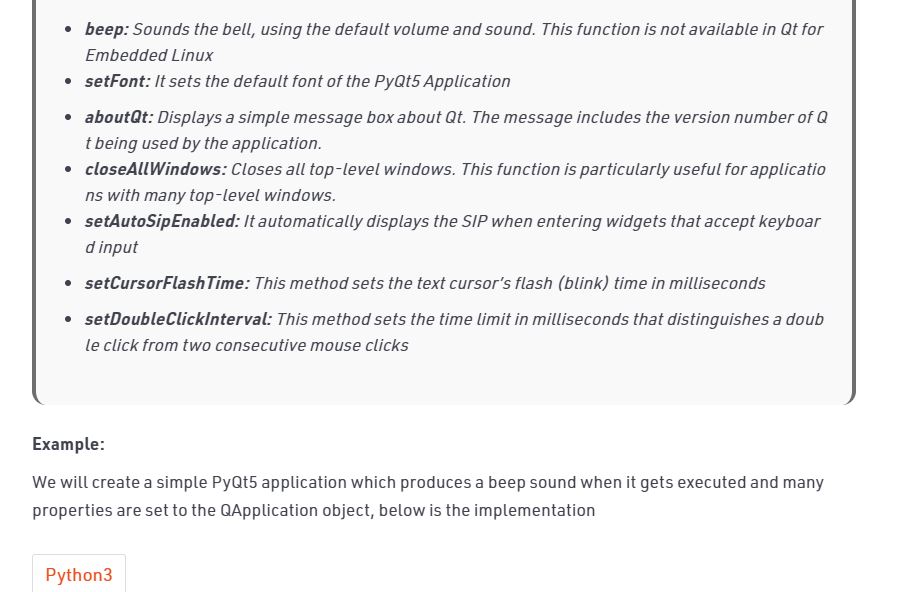 beep: Sounds the bell, using the default volume and sound. This function is not available in Qt for
Embedded Linux
setFont: It sets the default font of the PyQt5 Application
aboutQt: Displays a simple message box about Qt. The message includes the version number of Q
t being used by the application.
closeAllWindows: Closes all top-level windows. This function is particularly useful for applicatio
ns with many top-level windows.
setAutoSipEnabled: It automatically displays the SIP when entering widgets that accept keyboar
d input
setCursorFlashTime: This method sets the text cursor's flash (blink) time in milliseconds
setDoubleClickInterval: This method sets the time limit in milliseconds that distinguishes a doub
le click from two consecutive mouse clicks
Example:
We will create a simple PyQt5 application which produces a beep sound when it gets executed and many
properties are set to the QApplication object, below is the implementation
Python3